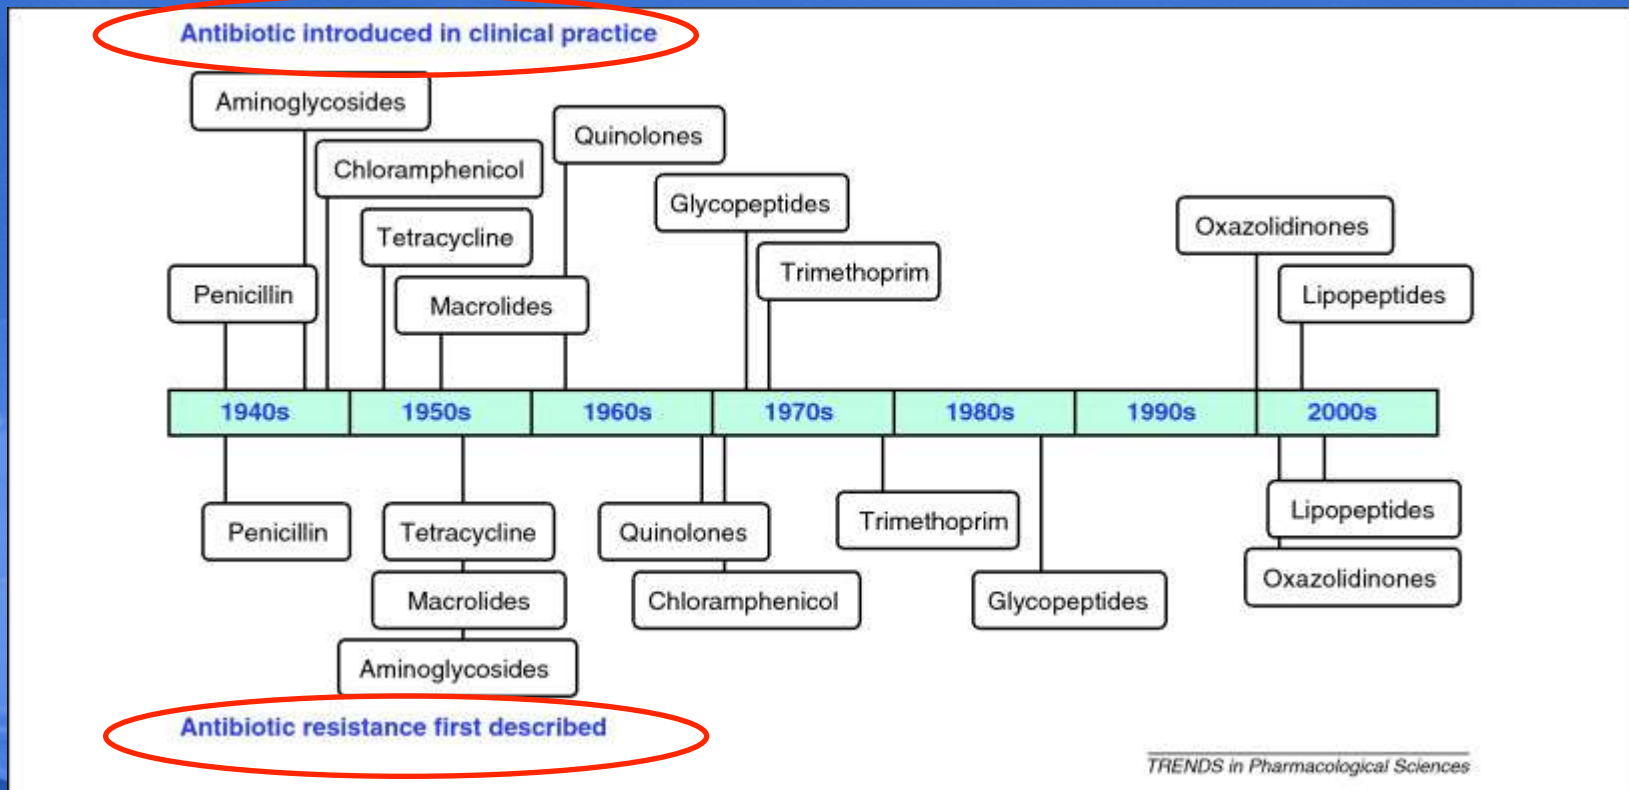 Antibiotic introduced in clinical practice
Aminoglycosides
Quinolones
Chloramphenicol
Glycopeptides
Oxazolidinones
Tetracycline
Trimethoprim
Penicillin
Macrolides
Lipopeptides
1940s 1950s 1960s 1970s 1980s 1990s 2000s
Penicillin
Tetracycline
Quinolones
Trimethoprim
Lipopeptides
Macrolides
Chloramphenicol
Glycopeptides
Oxazolidinones
Aminoglycosides
Antibiotic resistance first described
TRENDS in Pharmacological Sciences